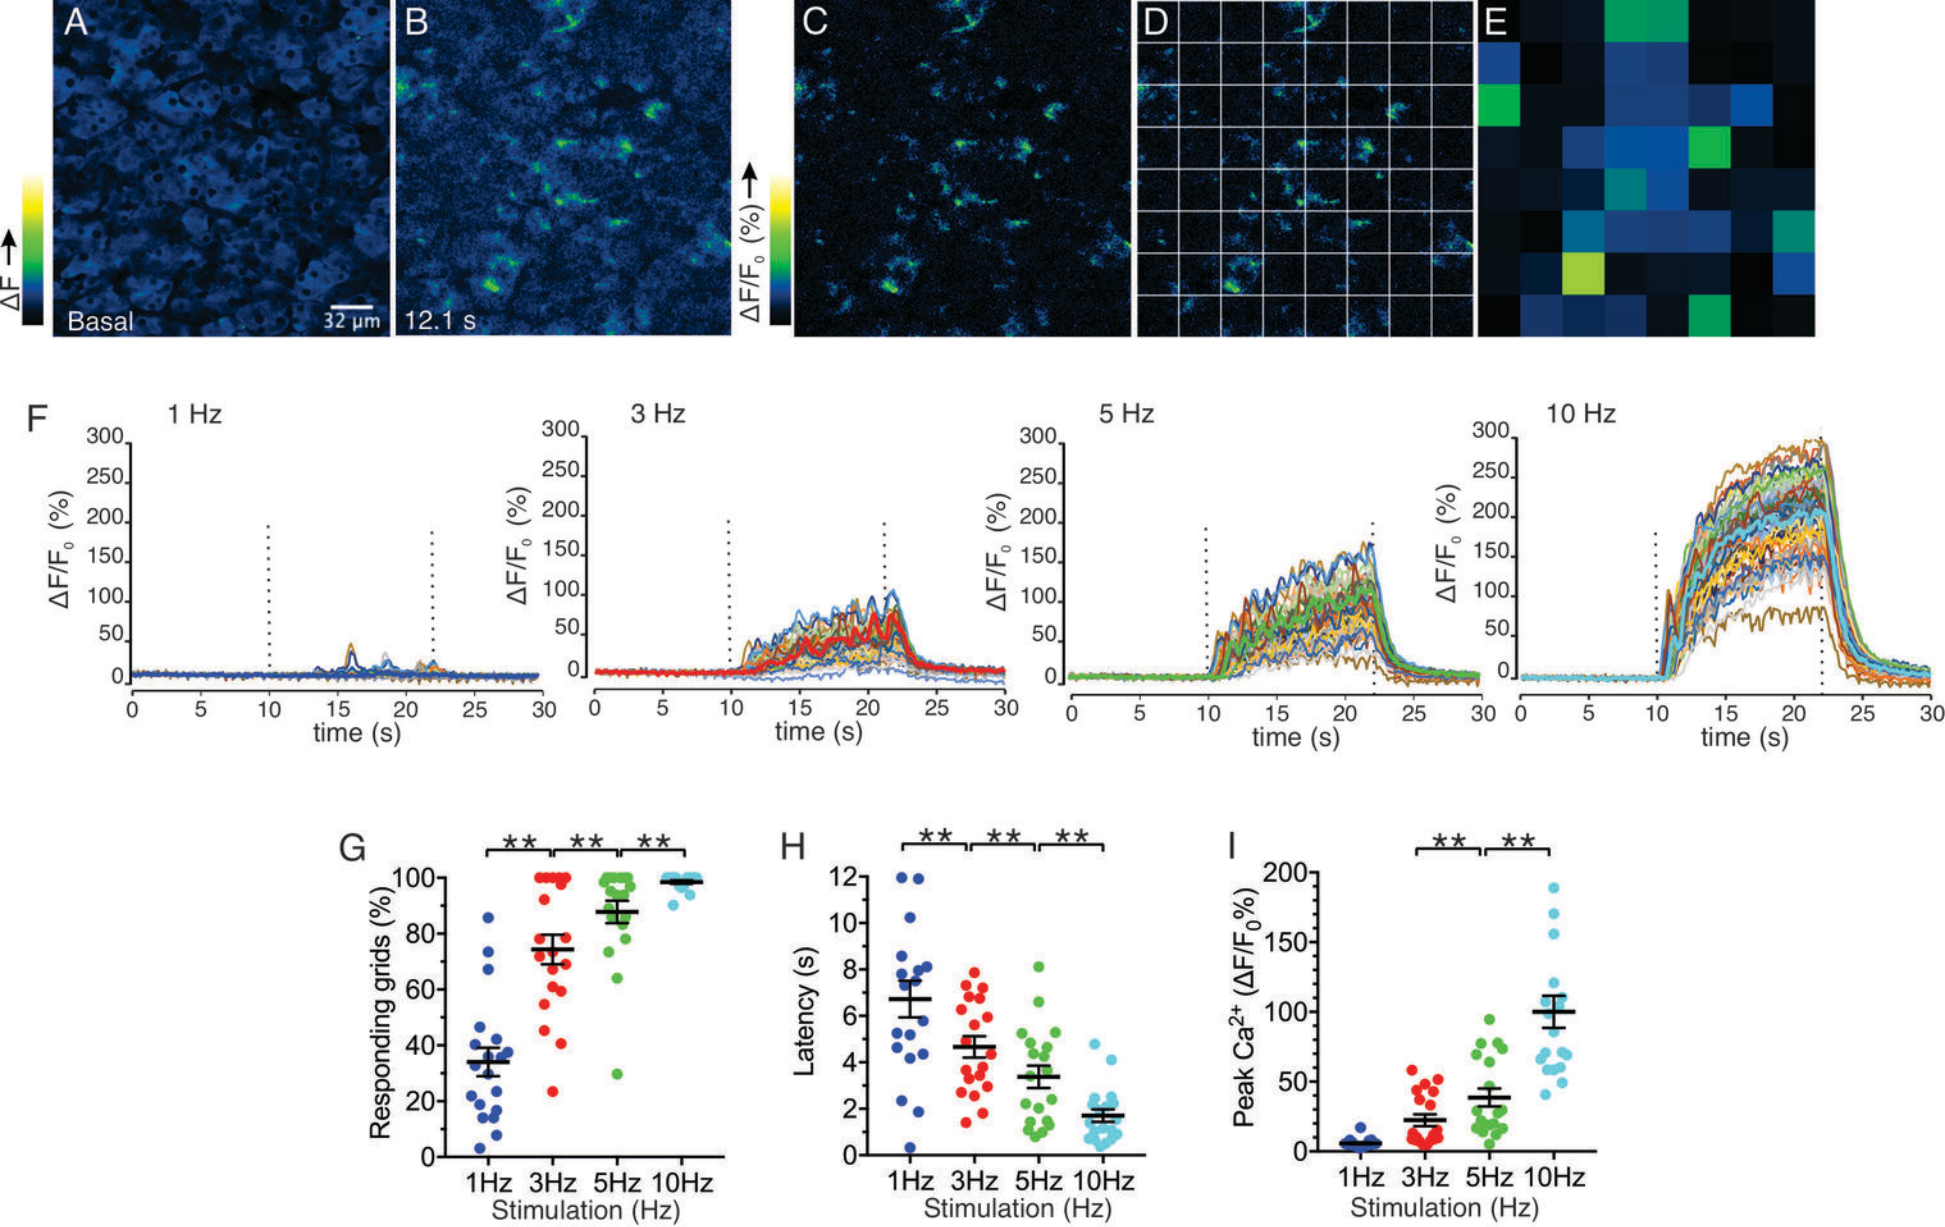 A
B
C
D
E
ΔF
ΔF/F0 (%)
Basal
32 μm
12.1 s
F
1 Hz
3 Hz
5 Hz
10 Hz
ΔF/F0 (%)
300
250
200
150
100
50
0
0 5 10 15 20 25 30
time (s)
ΔF/F0 (%)
300
250
200
150
100
50
0
0 5 10 15 20 25 30
time (s)
ΔF/F0 (%)
300
250
200
150
100
50
0
0 5 10 15 20 25 30
time (s)
ΔF/F0 (%)
300
250
200
150
100
50
0
0 5 10 15 20 25 30
time (s)
G
** ** **
Responding grids (%)
100
80
60
40
20
0
1Hz 3Hz 5Hz 10Hz
Stimulation (Hz)
H
** ** **
Latency (s)
12
10
8
6
4
2
0
1Hz 3Hz 5Hz 10Hz
Stimulation (Hz)
I
** **
Peak Ca2+ (ΔF/F0%)
200
150
100
50
0
1Hz 3Hz 5Hz 10Hz
Stimulation (Hz)